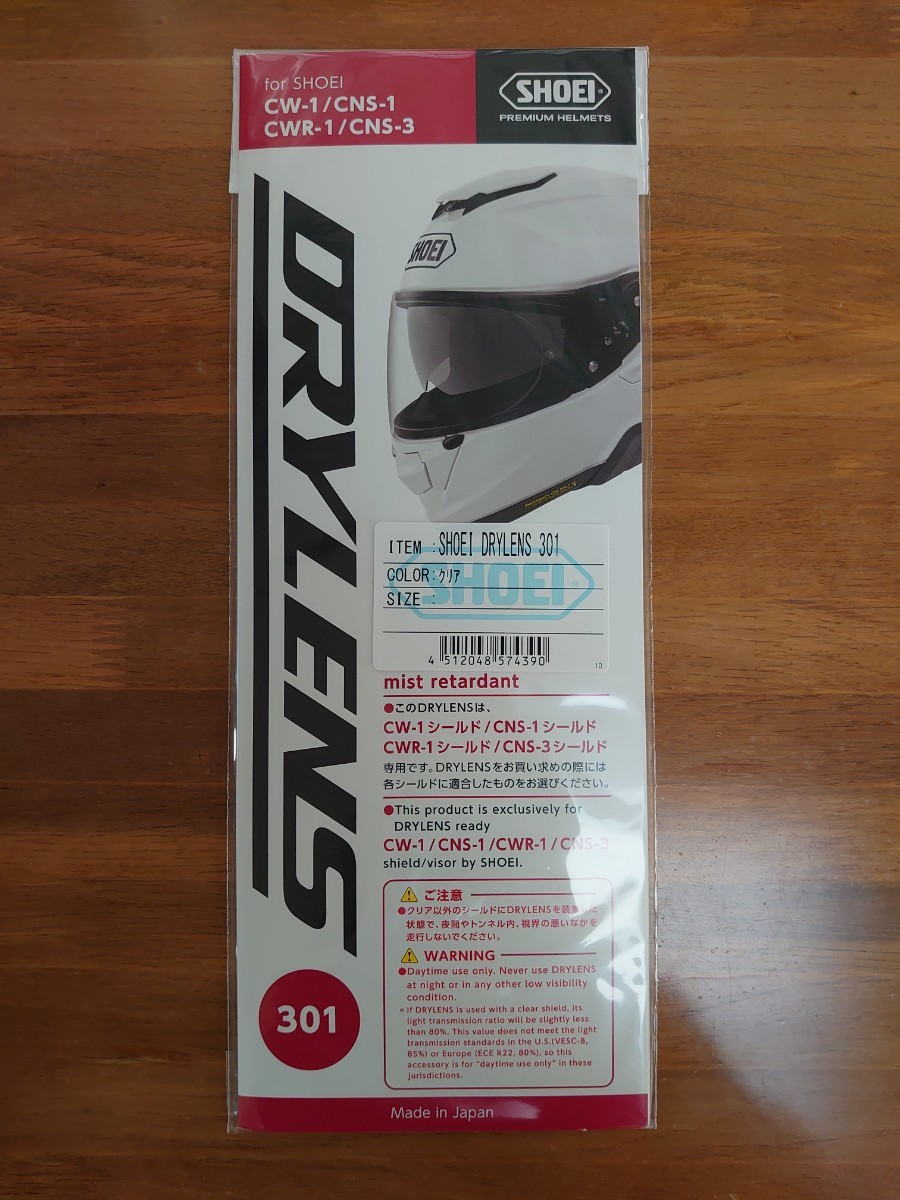 for SHOEI
CW-1/CNS-1
CWR-1/CNS-3
SHOEI
PREMIUM HELMETS
DRYLENS
SHOEI
ITEM :SHOEI DRYLENS 301
COLOR:クリア
SIZE :
SHOEI
4 512048 574390
mist retardant
●このDRYLENSは、
CW-1シールド/CNS-1シールド
CWR-1シールド/CNS-3シールド
専用です。DRYLENSをお買い求めの際には
各シールドに適合したものをお選びください。
●This product is exclusively for
DRYLENS ready
CW-1/CNS-1/CWR-1/CNS-3
shield/visor by SHOEI.
ご注意
●クリア以外のシールドにDRYLENSを装着した
状態で、夜間やトンネル内、視界の悪いなかを
走行しないでください。
WARNING
●Daytime use only. Never use DRYLENS
at night or in any other low visibility
condition.
* If DRYLENS is used with a clear shield, its
light transmission ratio will be slightly less
than 80%. This value does not meet the light
transmission standards in the U.S.(VESC-8,
85%) or Europe (ECE R22, 80%), so this
accessory is for "daytime use only" in these
jurisdictions.
301
Made in Japan